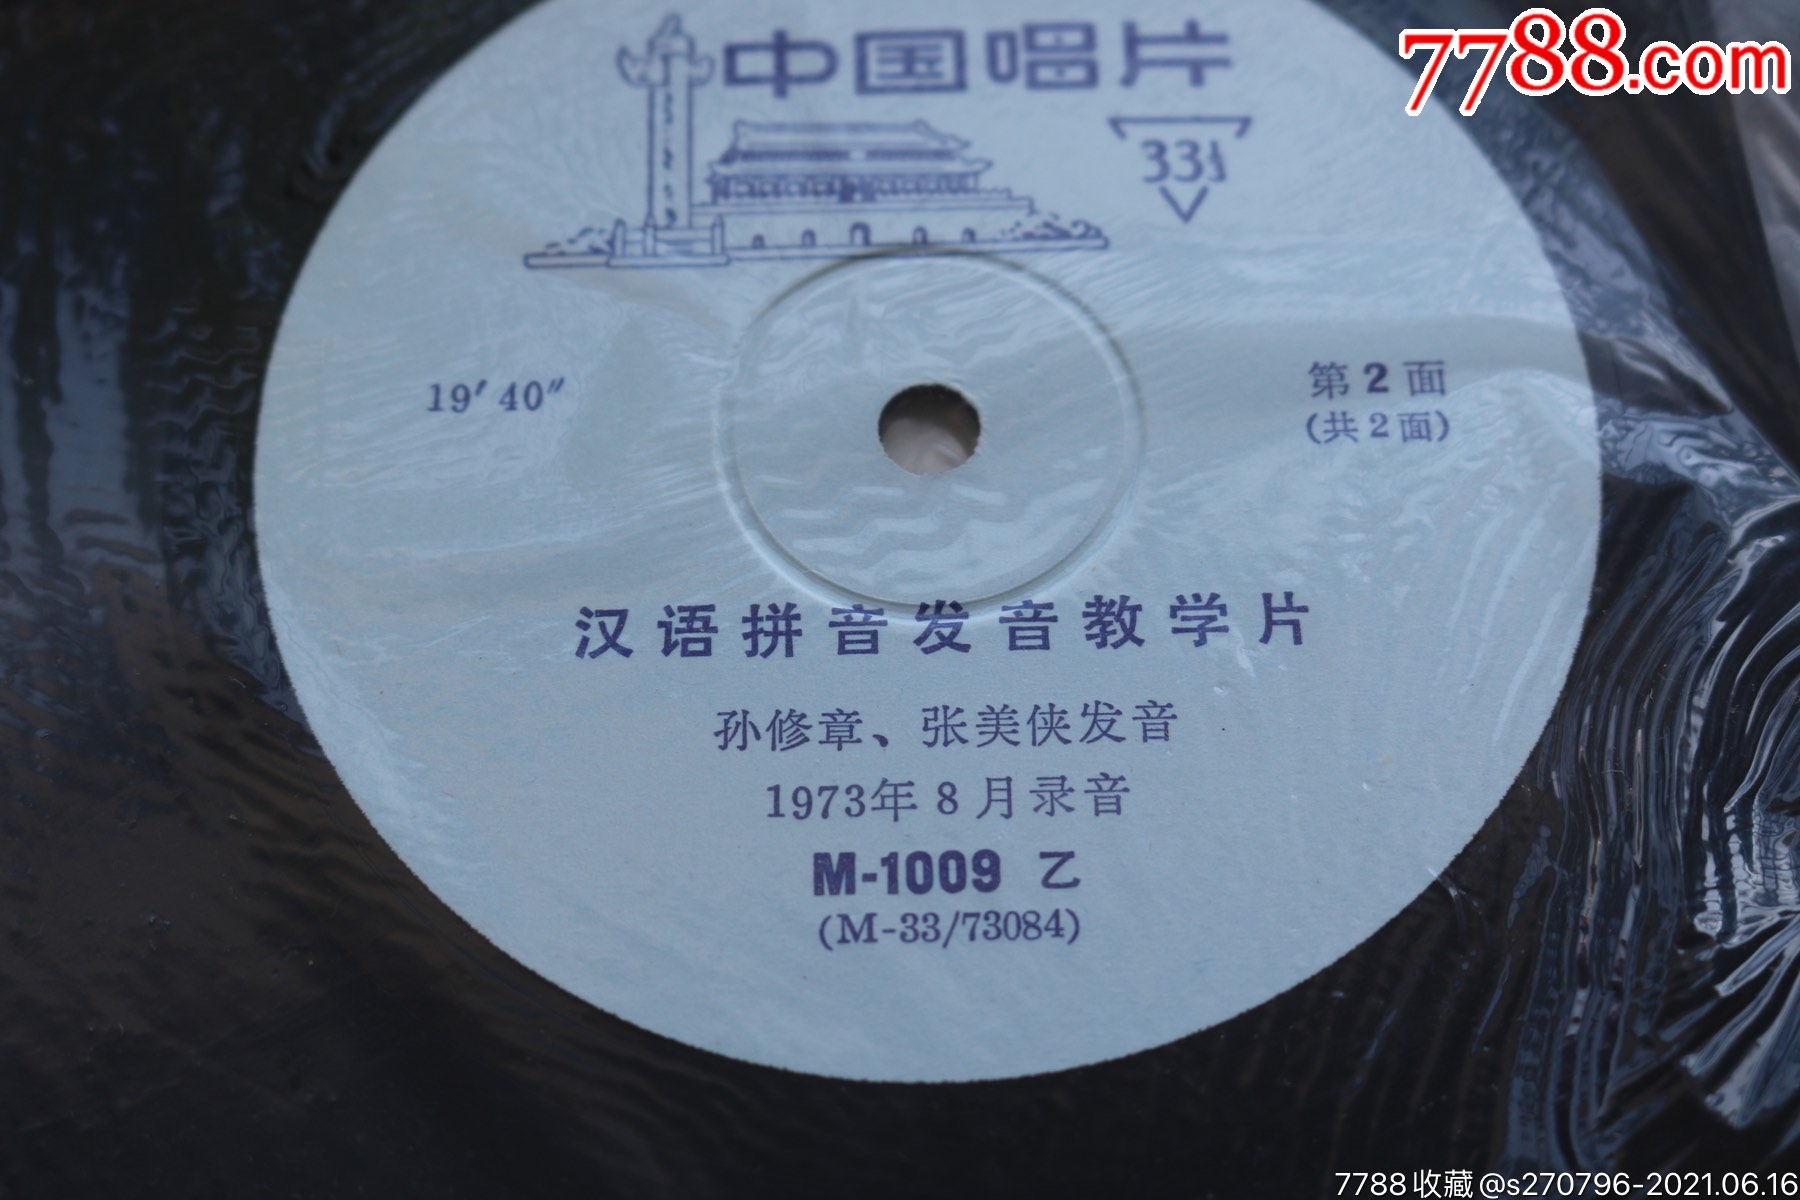 7788.com
中国唱片
33⅓
19′40″
第2面
(共2面)
汉语拼音发音教学片
孙修章、张美侠发音
1973年8月录音
M-1009 乙
(M-33/73084)
7788收藏@s270796-2021.06.16